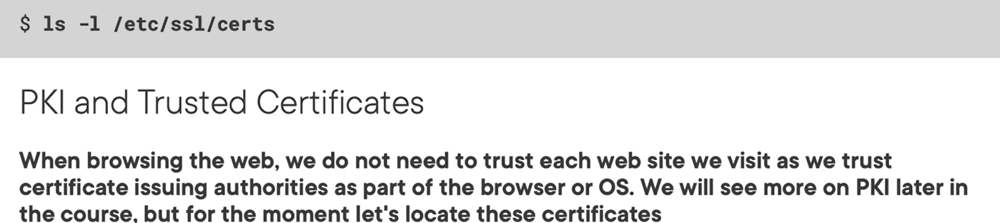 $ ls -l /etc/ssl/certs
PKI and Trusted Certificates
When browsing the web, we do not need to trust each web site we visit as we trust
certificate issuing authorities as part of the browser or OS. We will see more on PKI later in
the course, but for the moment let's locate these certificates